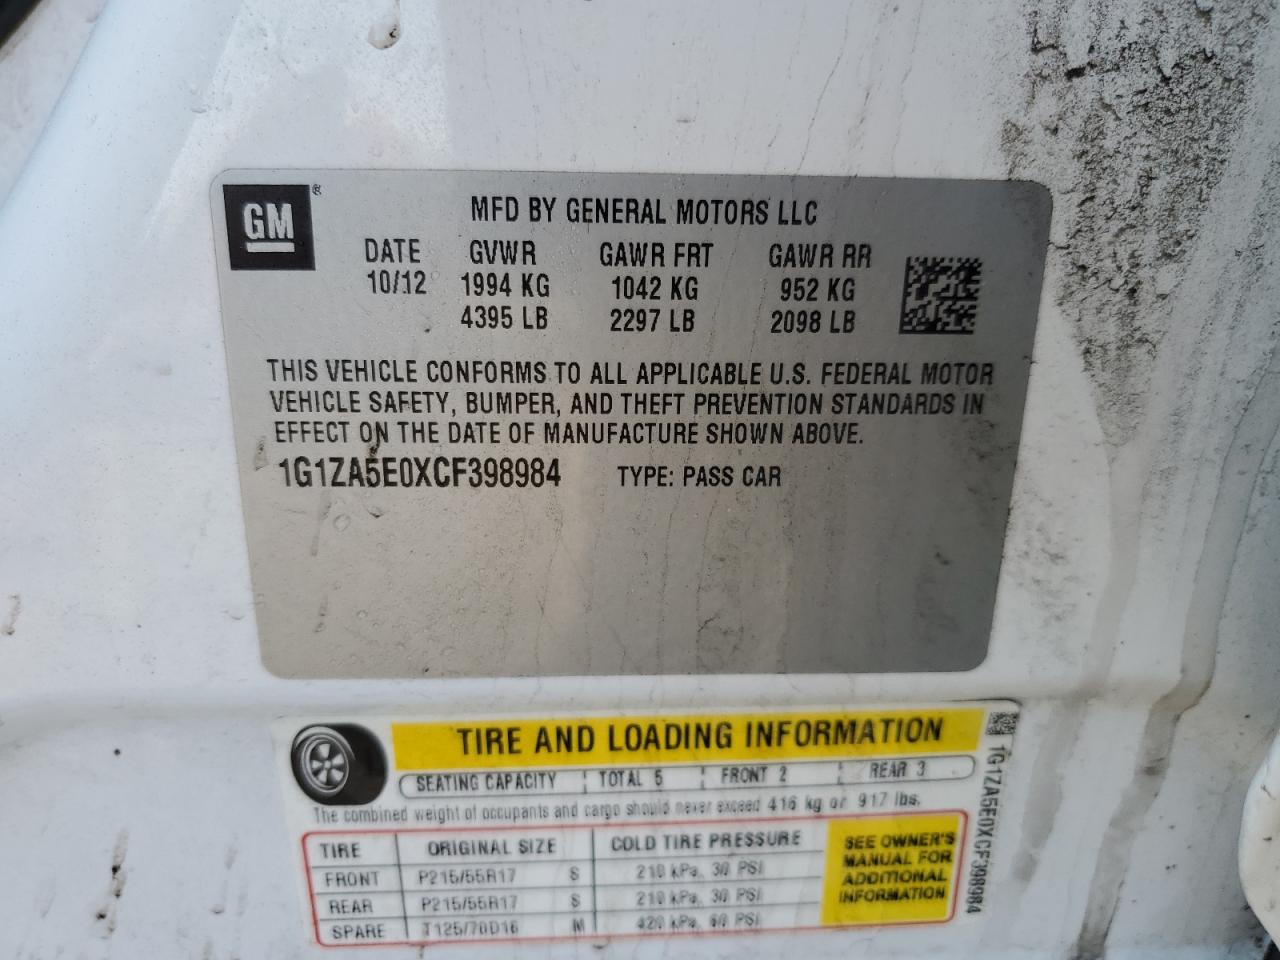 GM ®
MFD BY GENERAL MOTORS LLC
DATE GVWR GAWR FRT GAWR RR
10/12 1994 KG 1042 KG 952 KG
4395 LB 2297 LB 2098 LB
THIS VEHICLE CONFORMS TO ALL APPLICABLE U.S. FEDERAL MOTOR
VEHICLE SAFETY, BUMPER, AND THEFT PREVENTION STANDARDS IN
EFFECT ON THE DATE OF MANUFACTURE SHOWN ABOVE.
1G1ZA5E0XCF398984 TYPE: PASS CAR
TIRE AND LOADING INFORMATION
SEATING CAPACITY TOTAL 5 FRONT 2 REAR 3
The combined weight of occupants and cargo should never exceed 416 kg or 917 lbs.
TIRE ORIGINAL SIZE COLD TIRE PRESSURE
FRONT P215/55R17 S 210 kPa, 30 PSI
REAR P215/55R17 S 210 kPa, 30 PSI
SPARE T125/70D16 M 420 kPa, 60 PSI
SEE OWNER'S
MANUAL FOR
ADDITIONAL
INFORMATION
1G1ZA5E0XCF398984